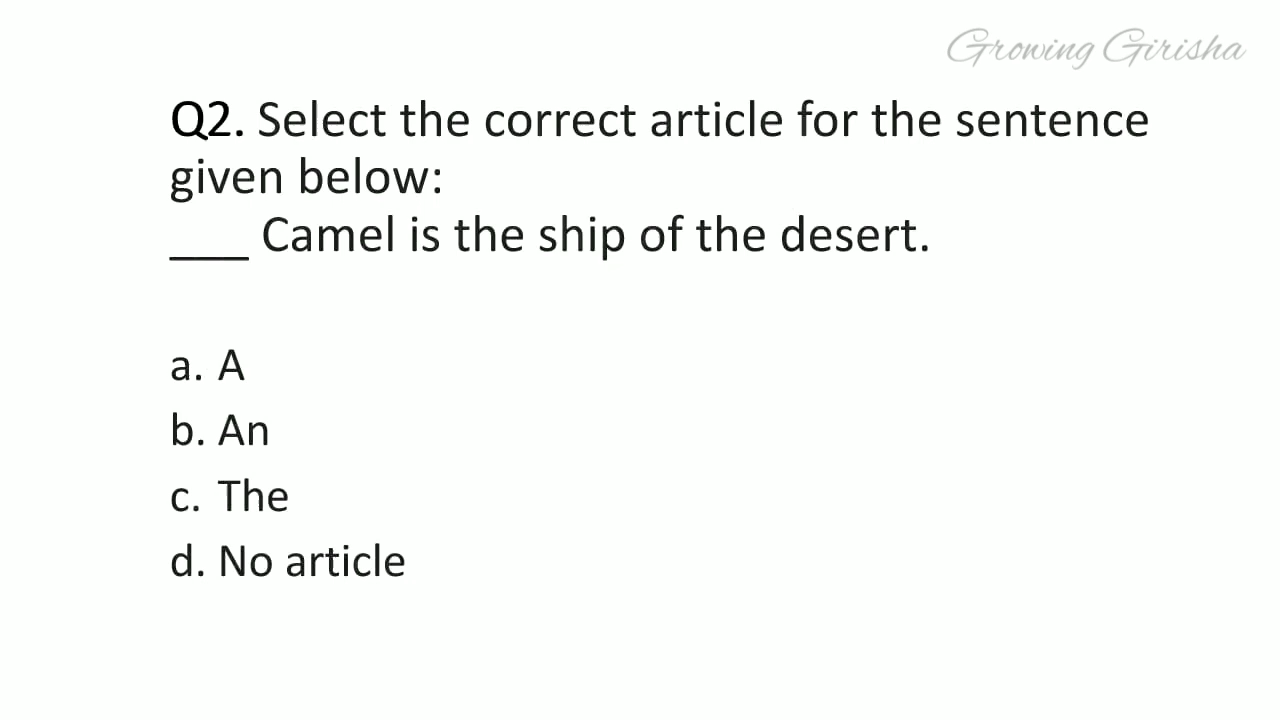 Growing Girisha
Q2. Select the correct article for the sentence
given below:
___ Camel is the ship of the desert.
a. A
b. An
c. The
d. No article